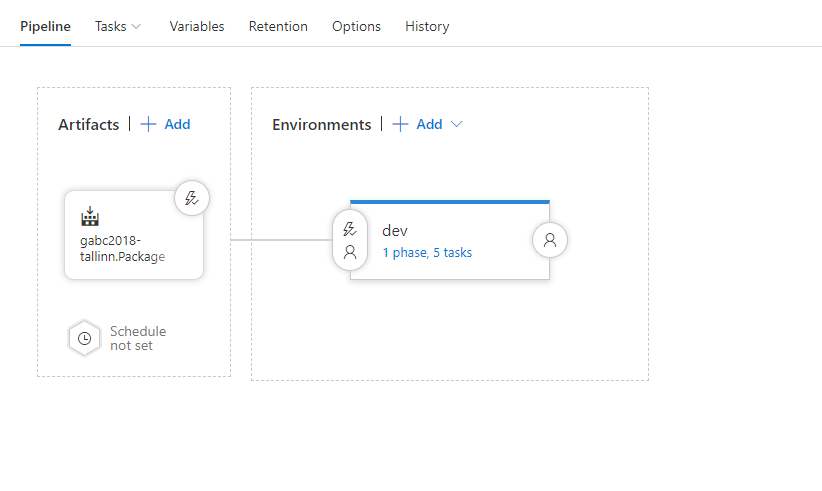 Pipeline Tasks Variables Retention Options History
Artifacts | + Add
Environments | + Add
gabc2018-
tallinn.Package
dev
1 phase, 5 tasks
Schedule
not set